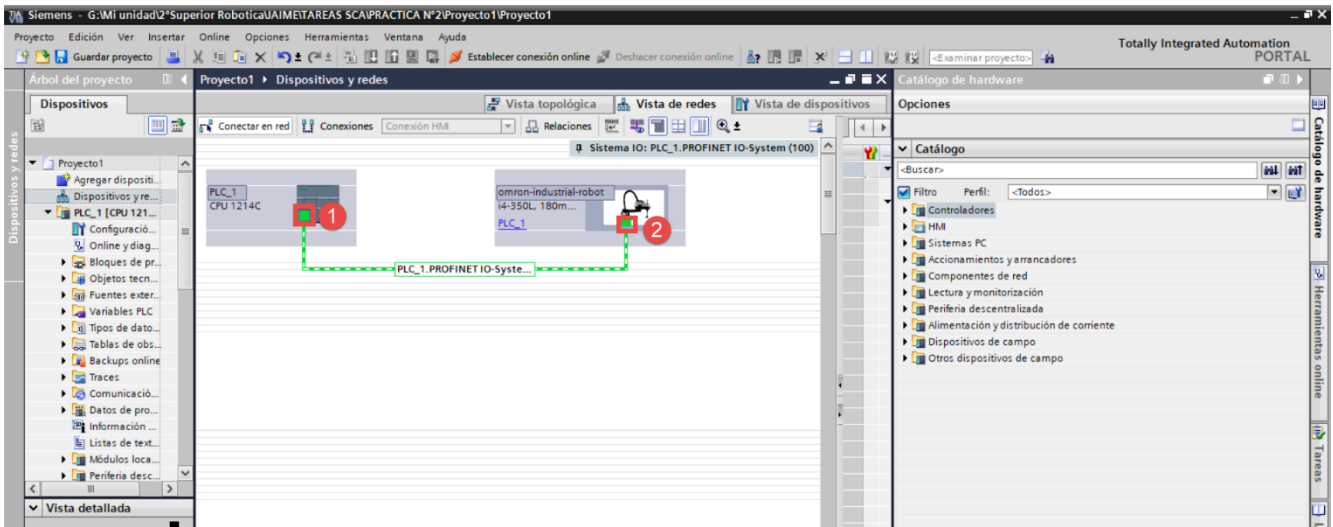 Siemens - G:\Mi unidad\2°Superior Robotica\JAIME\TAREAS SCA\PRACTICA Nº2\Proyecto1\Proyecto1
Proyecto Edición Ver Insertar Online Opciones Herramientas Ventana Ayuda
Totally Integrated Automation
PORTAL
Guardar proyecto Establecer conexión online Deshacer conexión online <Examinar proyecto>
Árbol del proyecto
Proyecto1 Dispositivos y redes
Catálogo de hardware
Dispositivos
Vista topológica Vista de redes Vista de dispositivos
Opciones
Conectar en red Conexiones Conexión HMI Relaciones
Sistema IO: PLC_1.PROFINET IO-System (100)
Dispositivos y redes
Proyecto1
Agregar dispositi...
Dispositivos y re...
PLC_1 [CPU 121...
Configuració...
Online y diag...
Bloques de pr...
Objetos tecn...
Fuentes exter...
Variables PLC
Tipos de dato...
Tablas de obs...
Backups online
Traces
Comunicació...
Datos de pro...
Información ...
Listas de text...
Módulos loca...
Periferia desc...
Vista detallada
PLC_1
CPU 1214C
1
omron-industrial-robot
i4-350L, 180m...
PLC_1
2
PLC_1.PROFINET IO-Syste...
Catálogo
<Buscar>
Filtro Perfil: <Todos>
Controladores
HMI
Sistemas PC
Accionamientos y arrancadores
Componentes de red
Lectura y monitorización
Periferia descentralizada
Alimentación y distribución de corriente
Dispositivos de campo
Otros dispositivos de campo
Catálogo de hardware
Herramientas online
Tareas